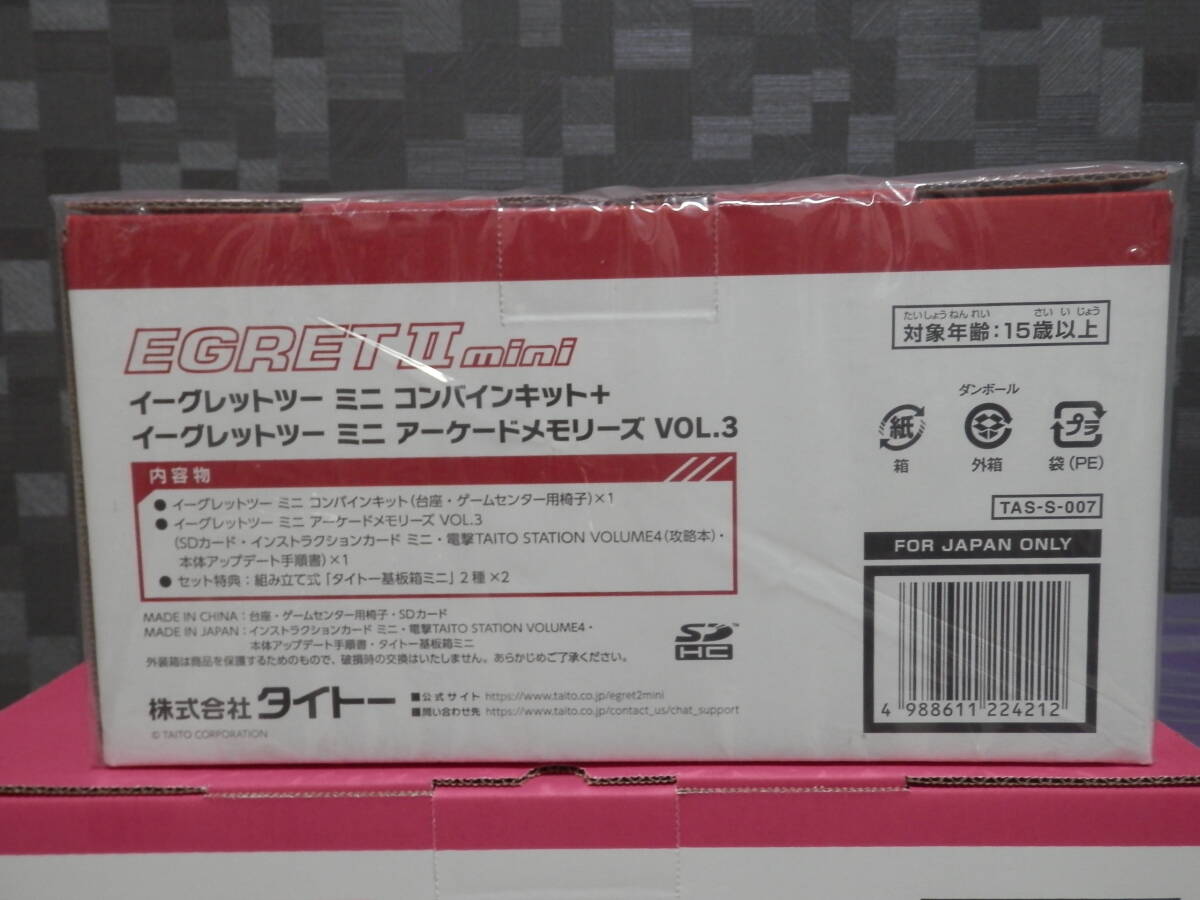 EGRET II mini
イーグレットツー ミニ コンバインキット+
イーグレットツー ミニ アーケードメモリーズ VOL.3
内容物
● イーグレットツー ミニ コンバインキット(台座・ゲームセンター用椅子)×1
● イーグレットツー ミニ アーケードメモリーズ VOL.3
(SDカード・インストラクションカード ミニ・電撃TAITO STATION VOLUME4(攻略本)・
本体アップデート手順書)×1
● セット特典:組み立て式「タイトー基板箱ミニ」2種×2
MADE IN CHINA:台座・ゲームセンター用椅子・SDカード
MADE IN JAPAN:インストラクションカード ミニ・電撃TAITO STATION VOLUME4・
本体アップデート手順書・タイトー基板箱ミニ
外装箱は商品を保護するためのもので、破損時の交換はいたしません。あらかじめご了承ください。
SD HC ™
株式会社タイトー
■公式サイト https://www.taito.co.jp/egret2mini
■問い合わせ先 https://www.taito.co.jp/contact_us/chat_support
© TAITO CORPORATION
たいしょうねんれい さいいじょう
対象年齢:15歳以上
ダンボール
紙 プラ
箱 外箱 袋(PE)
TAS-S-007
FOR JAPAN ONLY
4 988611 224212